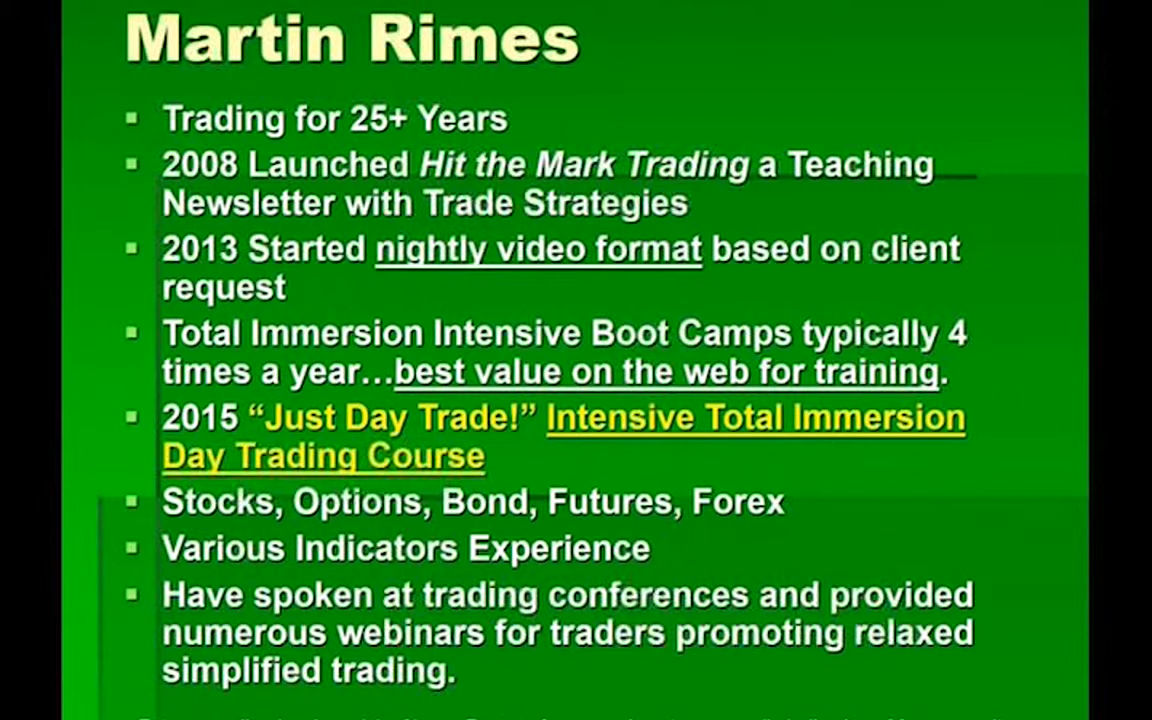 Martin Rimes
▪ Trading for 25+ Years
▪ 2008 Launched Hit the Mark Trading a Teaching
Newsletter with Trade Strategies
▪ 2013 Started nightly video format based on client
request
▪ Total Immersion Intensive Boot Camps typically 4
times a year…best value on the web for training.
▪ 2015 “Just Day Trade!” Intensive Total Immersion
Day Trading Course
▪ Stocks, Options, Bond, Futures, Forex
▪ Various Indicators Experience
▪ Have spoken at trading conferences and provided
numerous webinars for traders promoting relaxed
simplified trading.